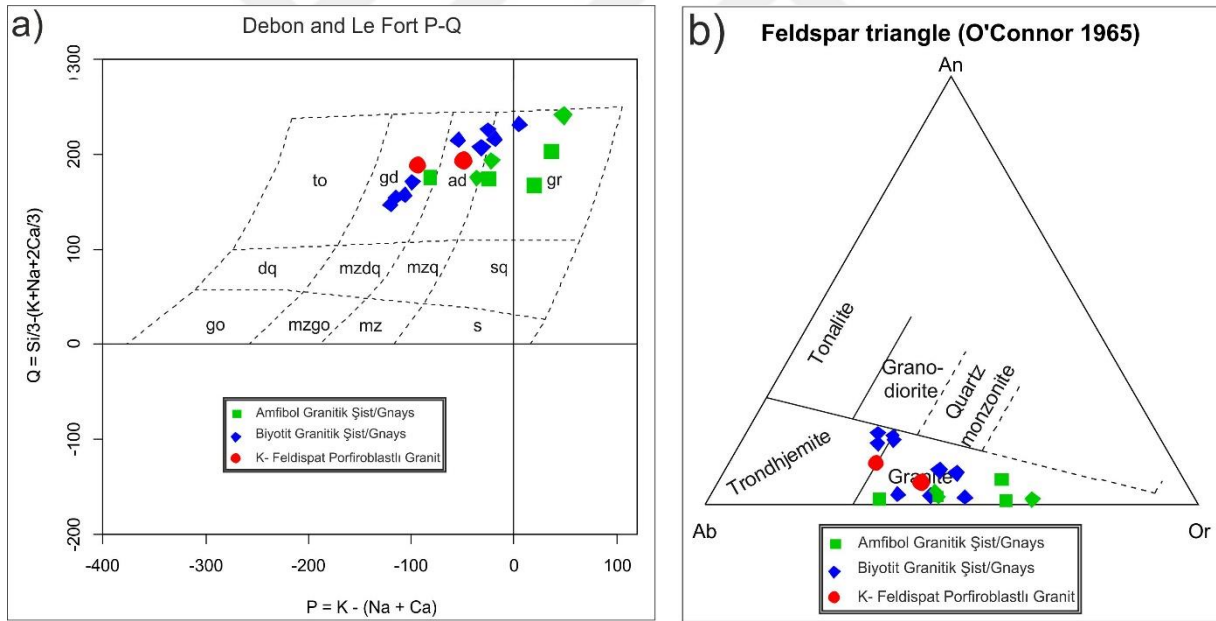 a)
Debon and Le Fort P-Q
Q = Si/3-(K+Na+2Ca/3)
300
200
100
0
-100
-200
to
gd
ad
gr
dq
mzdq
mzq
sq
go
mzgo
mz
s
Amfibol Granitik Şist/Gnays
Biyotit Granitik Şist/Gnays
K- Feldispat Porfiroblastlı Granit
-400 -300 -200 -100 0 100
P = K - (Na + Ca)
b)
Feldspar triangle (O'Connor 1965)
An
Tonalite
Grano-
diorite
Quartz
monzonite
Trondhjemite
Granite
Ab
Or
Amfibol Granitik Şist/Gnays
Biyotit Granitik Şist/Gnays
K- Feldispat Porfiroblastlı Granit